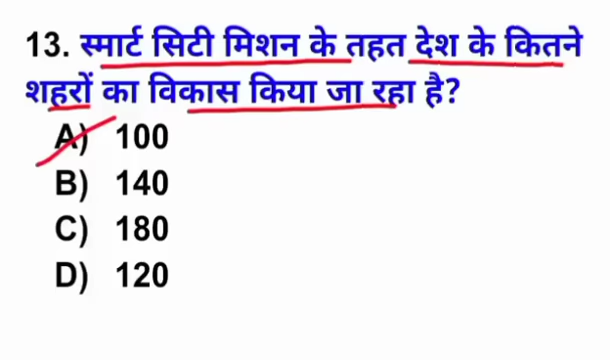 13. स्मार्ट सिटी मिशन के तहत देश के कितने
शहरों का विकास किया जा रहा है?
A) 100
B) 140
C) 180
D) 120